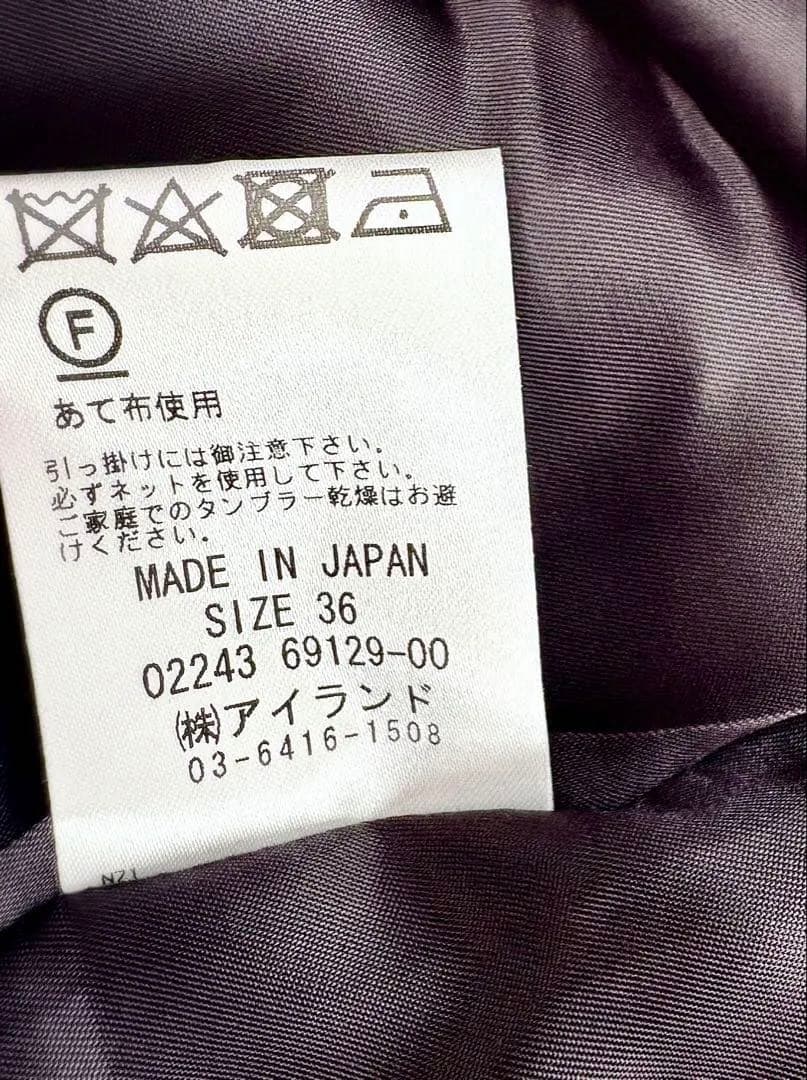 F
あて布使用
引っ掛けには御注意下さい。
必ずネットを使用して下さい。
ご家庭でのタンブラー乾燥はお避
けください。
MADE IN JAPAN
SIZE 36
02243 69129-00
㈱アイランド
03-6416-1508